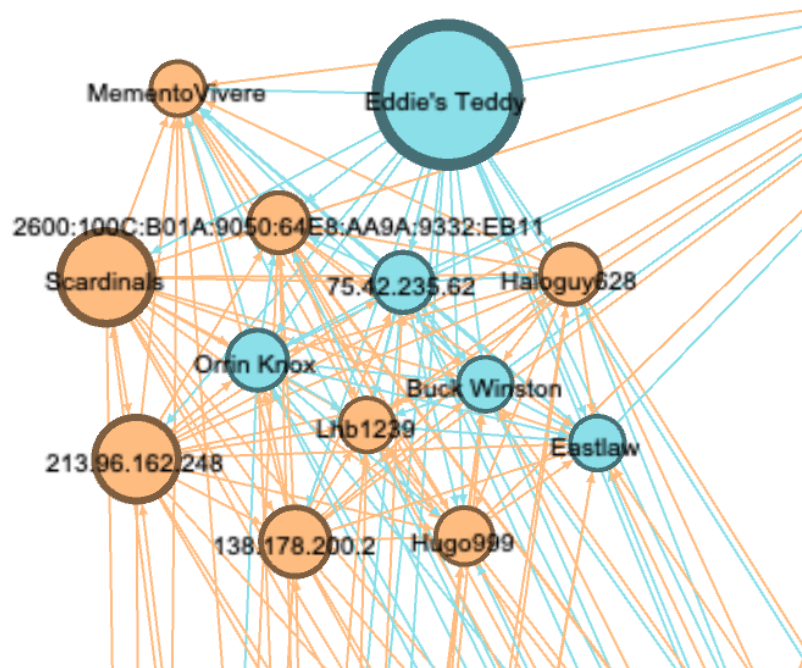 MementoVivere
Eddie's Teddy
2600:100C:B01A:9050:64E8:AA9A:9332:EB11
Scardinals
75.42.235.62
Haloguy628
Orrin Knox
Buck Winston
Lhb1239
Eastlaw
213.96.162.248
138.178.200.2
Hugo999